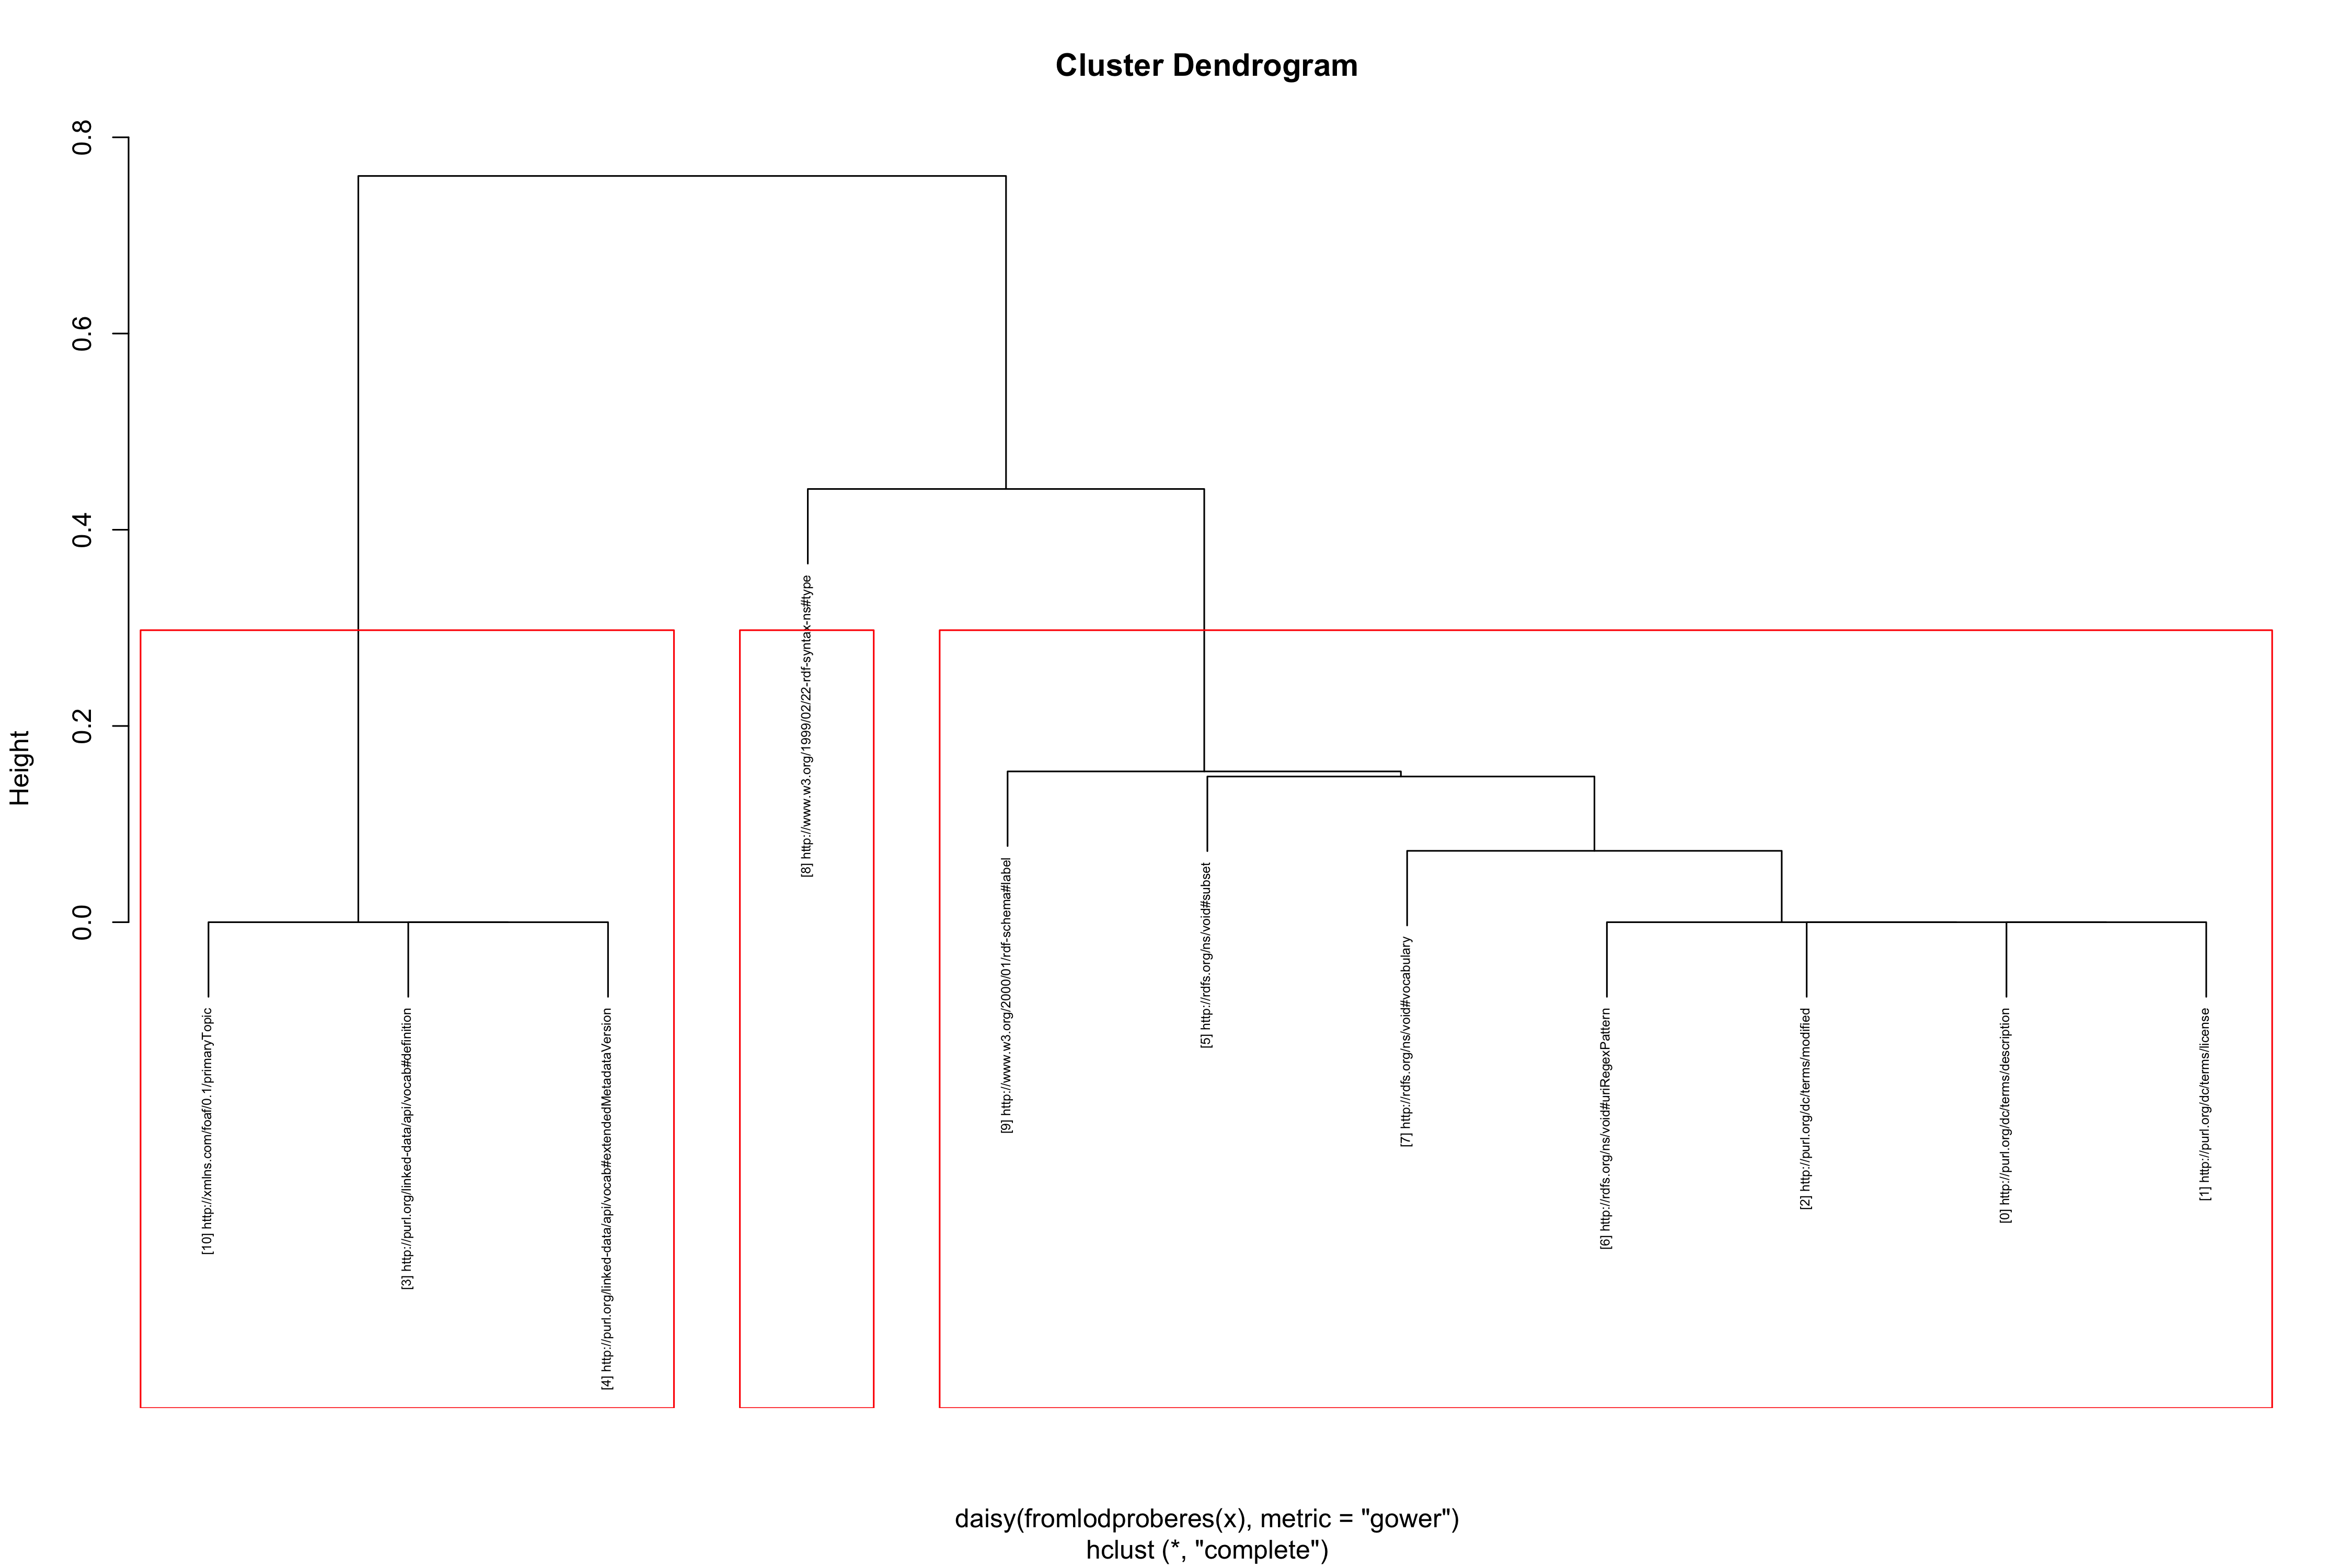 Cluster Dendrogram
Height
0.8
0.6
0.4
0.2
0.0
[10] http://xmlns.com/foaf/0.1/primaryTopic
[3] http://purl.org/linked-data/api/vocab#definition
[4] http://purl.org/linked-data/api/vocab#extendedMetadataVersion
[8] http://www.w3.org/1999/02/22-rdf-syntax-ns#type
[9] http://www.w3.org/2000/01/rdf-schema#label
[5] http://rdfs.org/ns/void#subset
[7] http://rdfs.org/ns/void#vocabulary
[6] http://rdfs.org/ns/void#uriRegexPattern
[2] http://purl.org/dc/terms/modified
[0] http://purl.org/dc/terms/description
[1] http://purl.org/dc/terms/license
daisy(fromlodproberes(x), metric = "gower")
hclust (*, "complete")